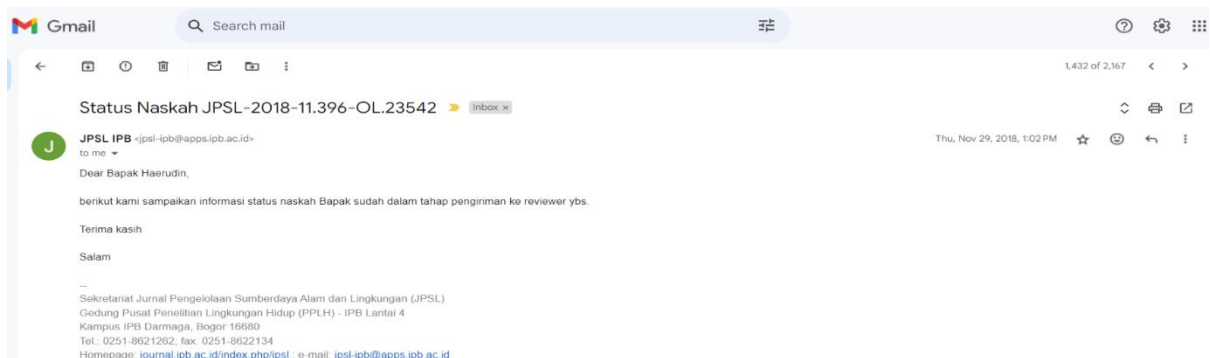 Gmail
Search mail
1,432 of 2,167
Status Naskah JPSL-2018-11.396-OL.23542 Inbox x
J
JPSL IPB <jpsl-ipb@apps.ipb.ac.id> Thu, Nov 29, 2018, 1:02 PM
to me
Dear Bapak Haerudin,
berikut kami sampaikan informasi status naskah Bapak sudah dalam tahap pengiriman ke reviewer ybs.
Terima kasih
Salam
--
Sekretariat Jurnal Pengelolaan Sumberdaya Alam dan Lingkungan (JPSL)
Gedung Pusat Penelitian Lingkungan Hidup (PPLH) - IPB Lantai 4
Kampus IPB Darmaga, Bogor 16680
Tel.: 0251-8621262; fax: 0251-8622134
Homepage: journal.ipb.ac.id/index.php/jpsl ; e-mail: jpsl-ipb@apps.ipb.ac.id